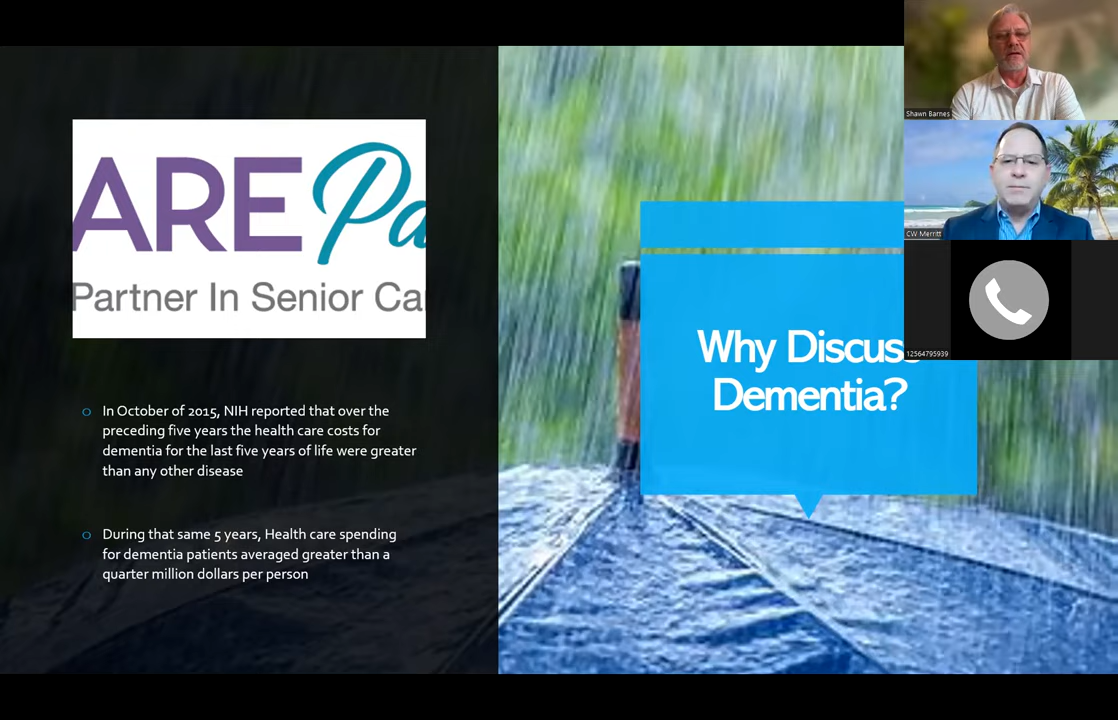 ARE Pa
Partner In Senior Ca
In October of 2015, NIH reported that over the
preceding five years the health care costs for
dementia for the last five years of life were greater
than any other disease
During that same 5 years, Health care spending
for dementia patients averaged greater than a
quarter million dollars per person
Why Discuss
Dementia?
Shawn Barnes
CW Merritt
12564795939